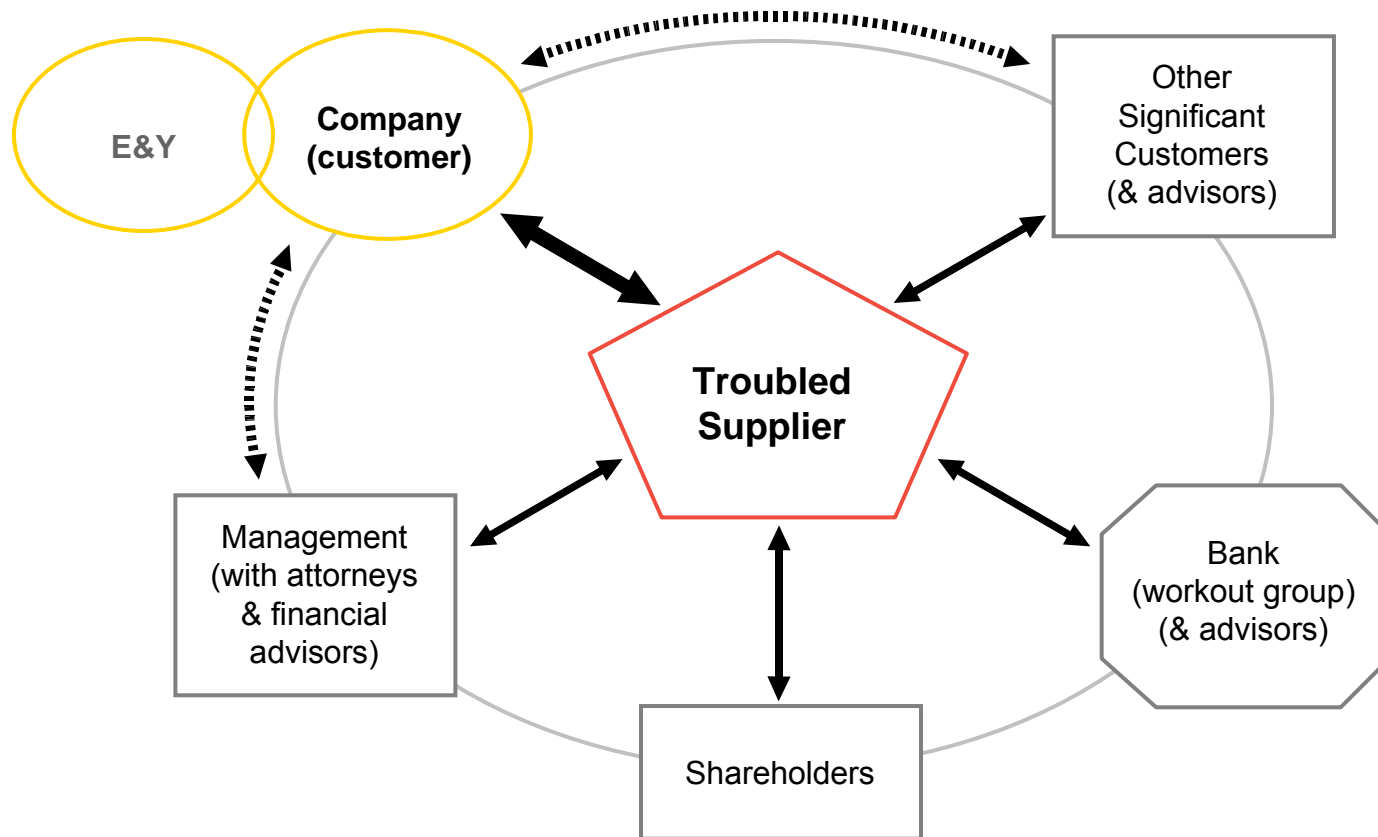 E&Y
Company
(customer)
Other
Significant
Customers
(& advisors)
Troubled
Supplier
Management
(with attorneys
& financial
advisors)
Bank
(workout group)
(& advisors)
Shareholders